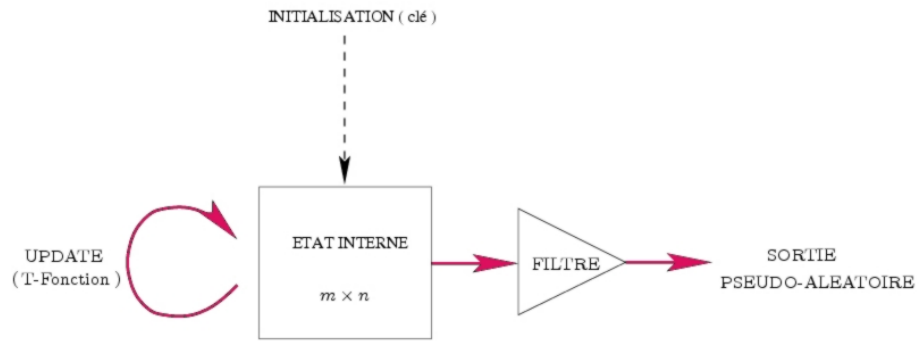 INITIALISATION ( clé )
UPDATE
( T-Fonction )
ETAT INTERNE
m × n
FILTRE
SORTIE
PSEUDO-ALEATOIRE